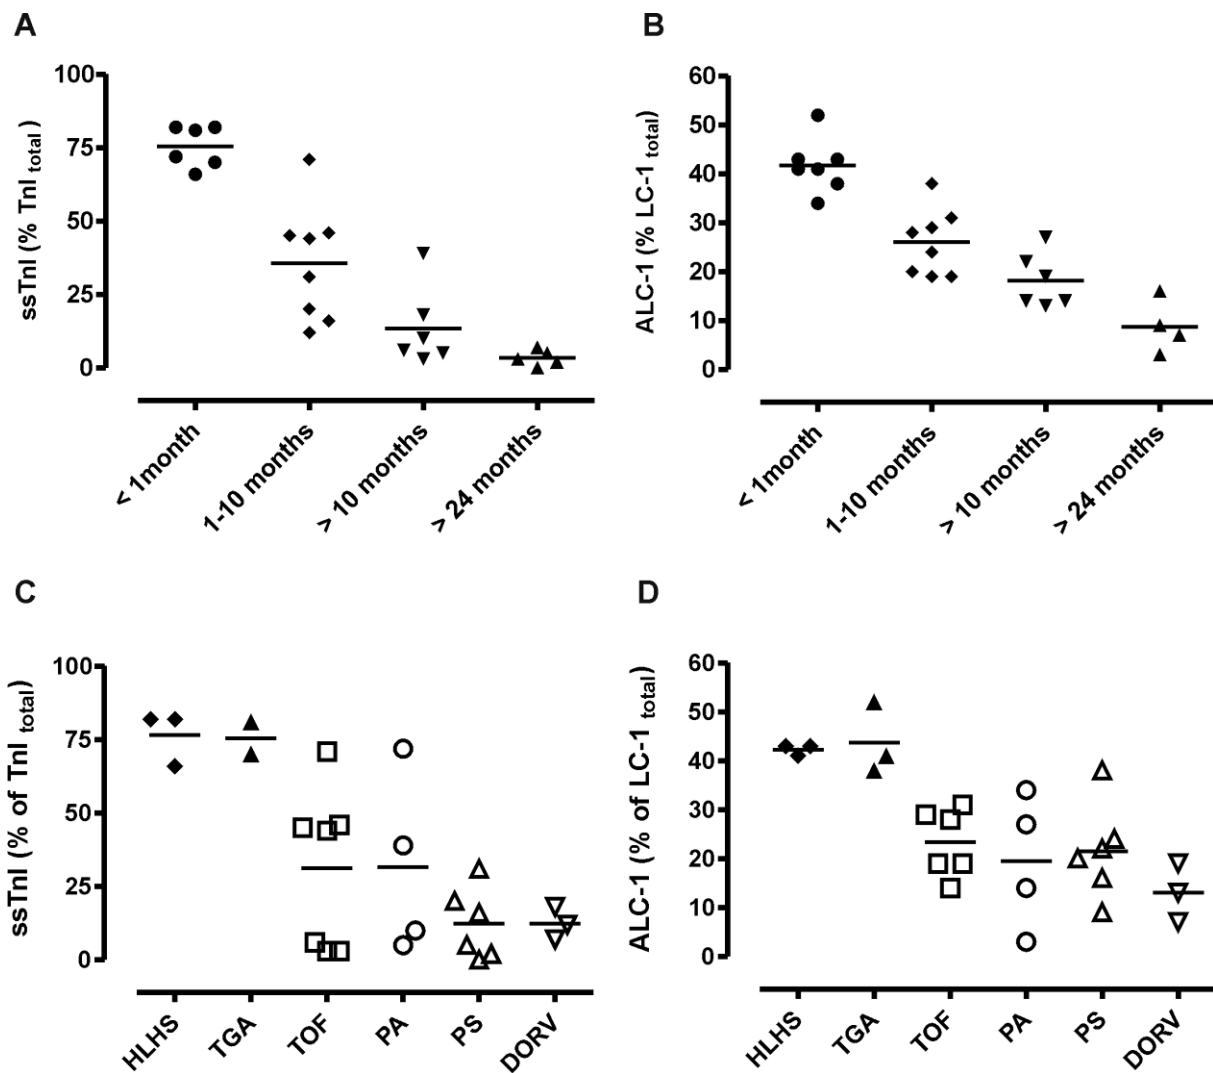 A
ssTnI (% TnI total)
100
75
50
25
0
< 1month
1-10 months
> 10 months
> 24 months
B
ALC-1 (% LC-1 total)
60
50
40
30
20
10
0
< 1month
1-10 months
> 10 months
> 24 months
C
ssTnI (% of TnI total)
100
75
50
25
0
HLHS
TGA
TOF
PA
PS
DORV
D
ALC-1 (% of LC-1 total)
60
50
40
30
20
10
0
HLHS
TGA
TOF
PA
PS
DORV